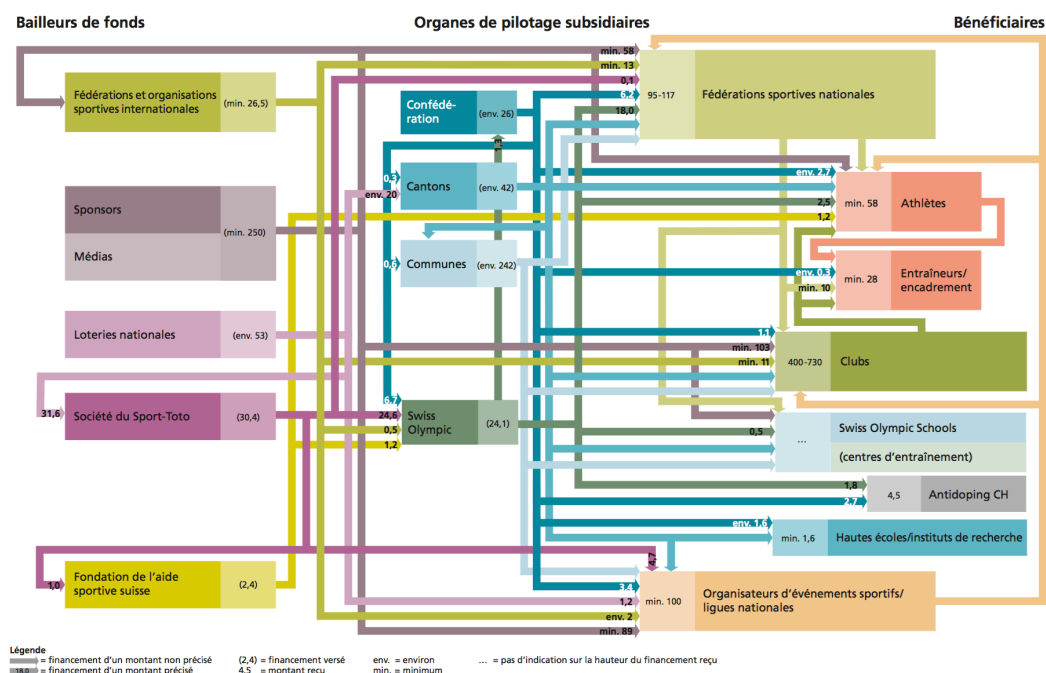 Bailleurs de fonds
Organes de pilotage subsidiaires
Bénéficiaires
min. 58
min. 13
0,1
6,2
18,0
95-117
Fédérations sportives nationales
Fédérations et organisations
sportives internationales
(min. 26,5)
Confédé-
ration
(env. 26)
0,3
env. 20
Cantons
(env. 42)
env. 2,7
2,5
1,2
min. 58
Athlètes
Sponsors
Médias
(min. 250)
0,6
Communes
(env. 242)
env. 0,3
min. 10
min. 28
Entraîneurs/
encadrement
Loteries nationales
(env. 53)
1,1
min. 103
min. 11
400-730
Clubs
31,6
Société du Sport-Toto
(30,4)
6,7
24,6
0,5
1,2
Swiss
Olympic
(24,1)
0,5
...
Swiss Olympic Schools
(centres d'entraînement)
1,8
2,7
4,5
Antidoping CH
env. 1,6
min. 1,6
Hautes écoles/instituts de recherche
1,0
Fondation de l'aide
sportive suisse
(2,4)
4,7
3,4
1,2
env. 2
min. 89
min. 100
Organisateurs d'événements sportifs/
ligues nationales
Légende
= financement d'un montant non précisé
(2,4) = financement versé
env. = environ
... = pas d'indication sur la hauteur du financement reçu
18,0
= financement d'un montant précisé
4,5 = montant reçu
min. = minimum